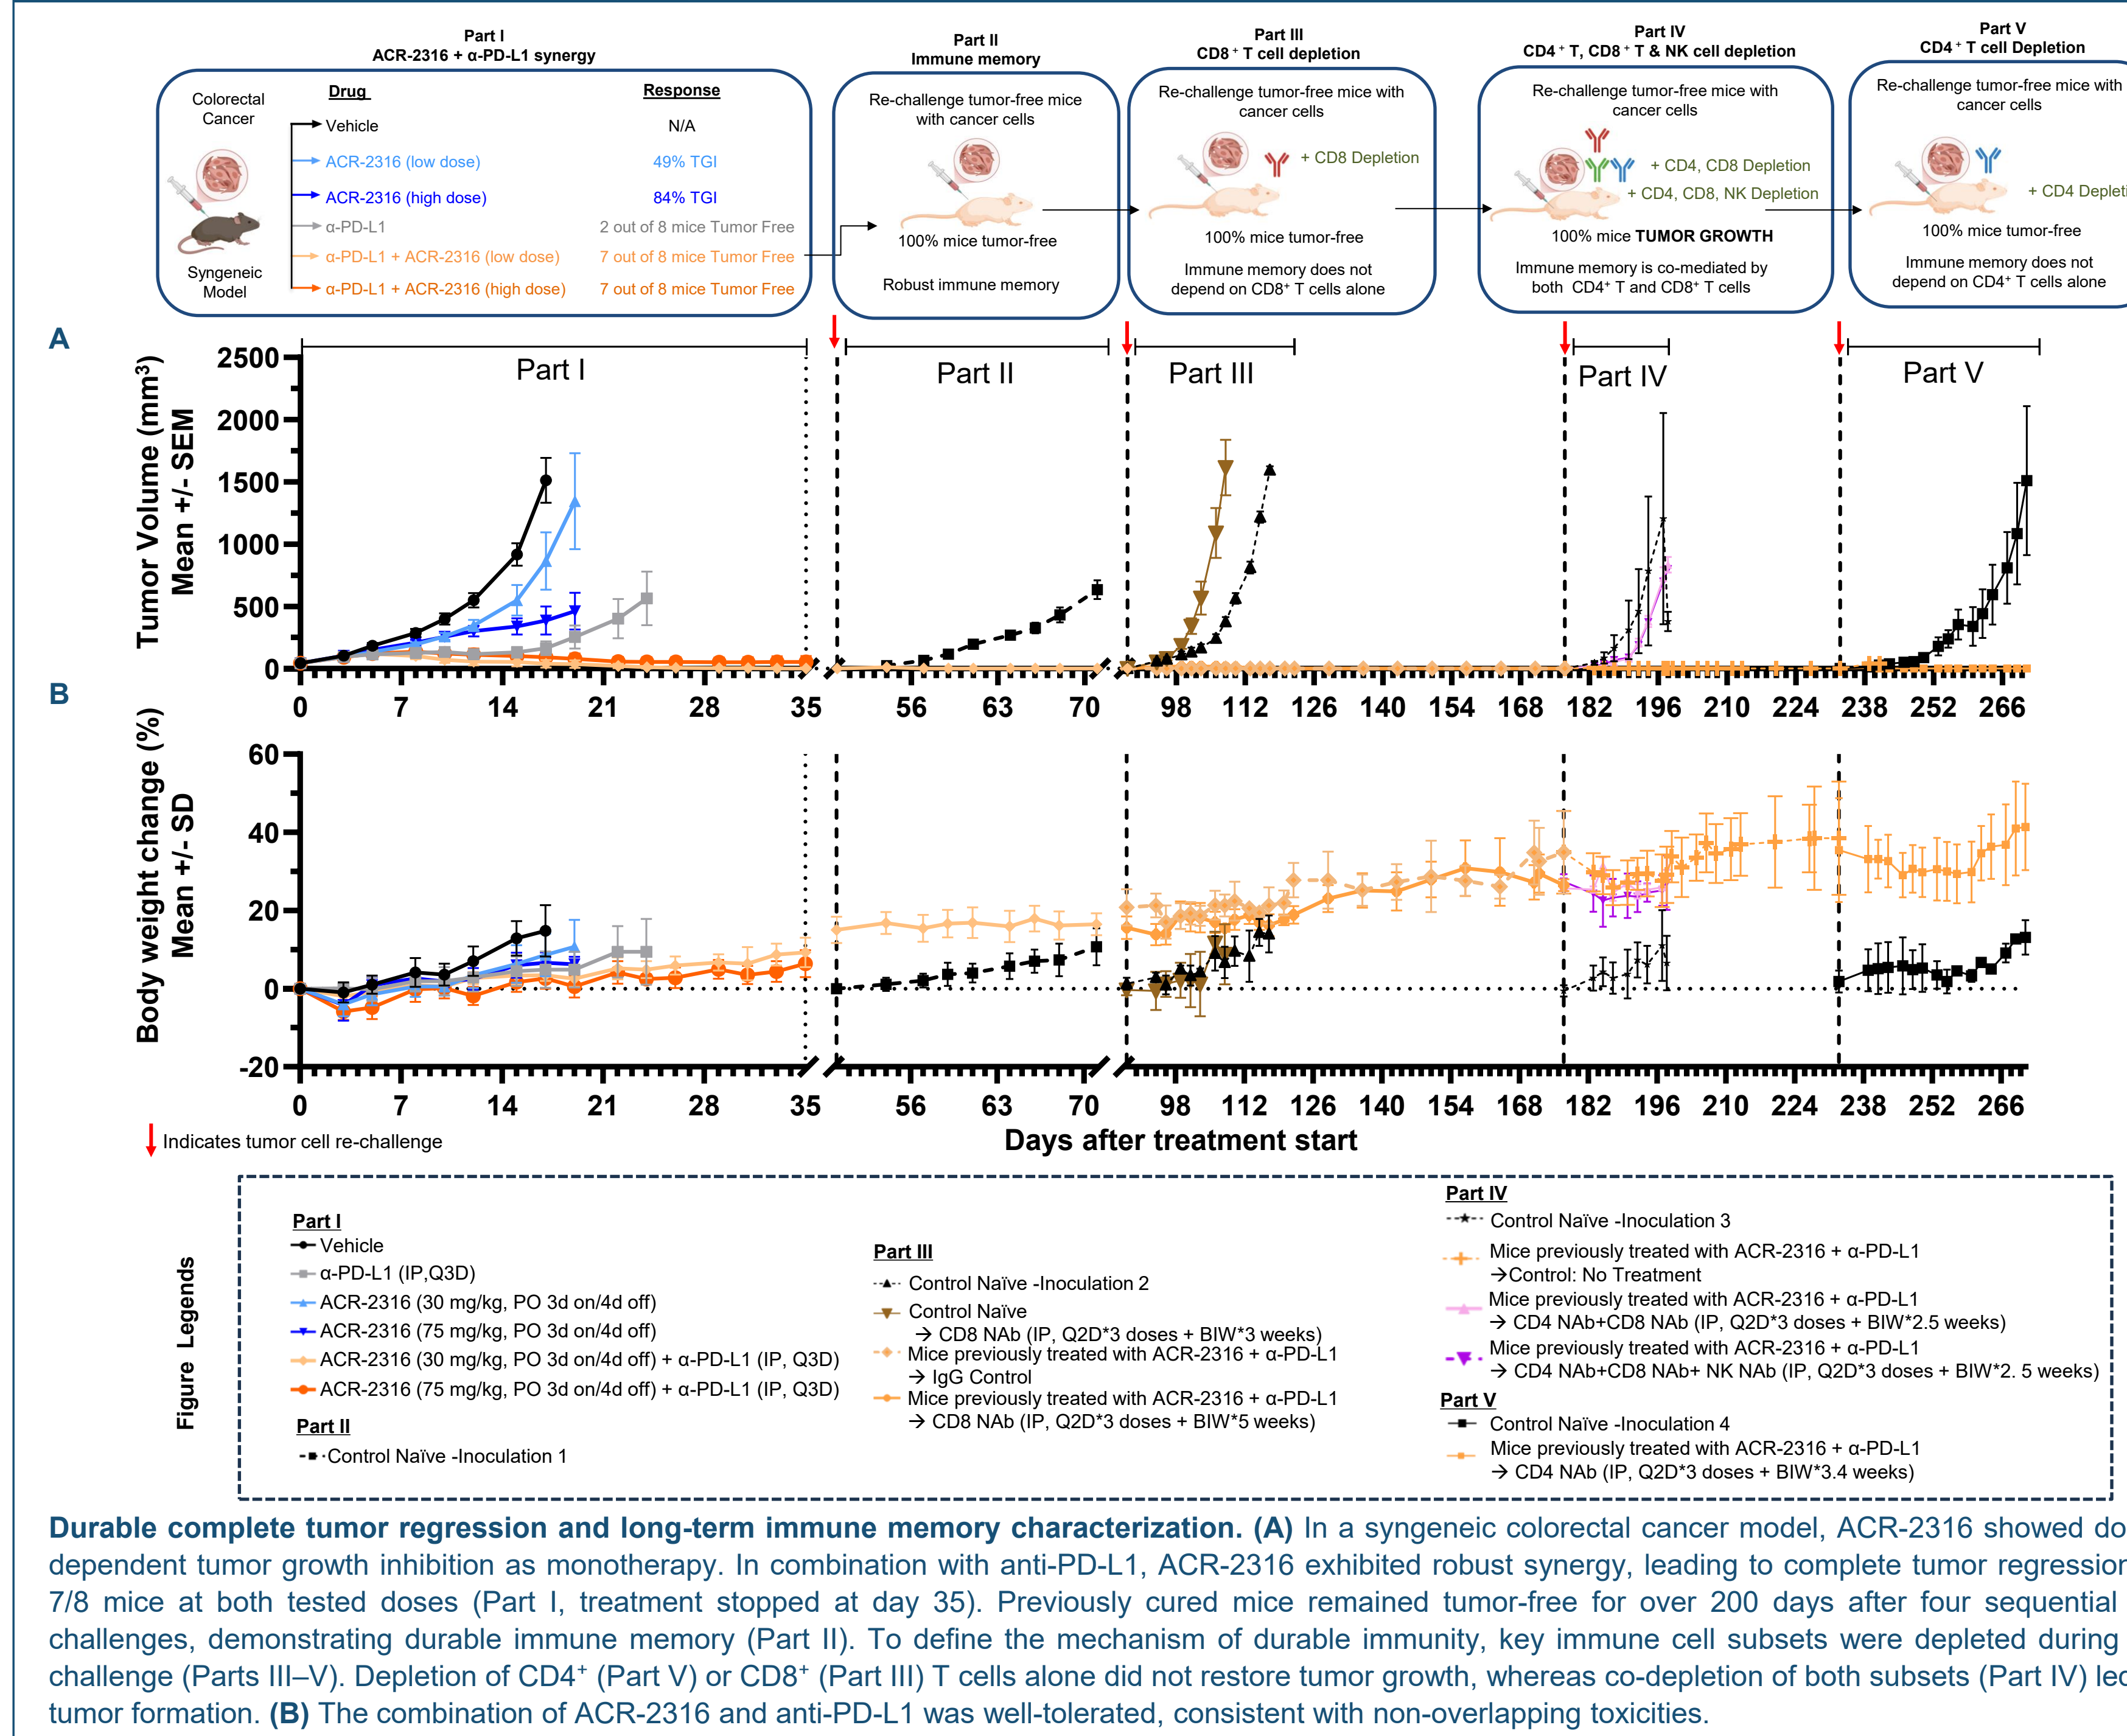 Part I
ACR-2316 + α-PD-L1 synergy
Colorectal
Cancer
Syngeneic
Model
Drug
Response
Vehicle
N/A
ACR-2316 (low dose)
49% TGI
ACR-2316 (high dose)
84% TGI
α-PD-L1
2 out of 8 mice Tumor Free
α-PD-L1 + ACR-2316 (low dose)
7 out of 8 mice Tumor Free
α-PD-L1 + ACR-2316 (high dose)
7 out of 8 mice Tumor Free
Part II
Immune memory
Re-challenge tumor-free mice
with cancer cells
100% mice tumor-free
Robust immune memory
Part III
CD8⁺ T cell depletion
Re-challenge tumor-free mice with
cancer cells
+ CD8 Depletion
100% mice tumor-free
Immune memory does not
depend on CD8⁺ T cells alone
Part IV
CD4⁺ T, CD8⁺ T & NK cell depletion
Re-challenge tumor-free mice with
cancer cells
+ CD4, CD8 Depletion
+ CD4, CD8, NK Depletion
100% mice TUMOR GROWTH
Immune memory is co-mediated by
both CD4⁺ T and CD8⁺ T cells
Part V
CD4⁺ T cell Depletion
Re-challenge tumor-free mice with
cancer cells
+ CD4
100% mice tumor-free
Immune memory does not
depend on CD4⁺ T cells alone
A
Tumor Volume (mm³)
Mean +/- SEM
2500
2000
1500
1000
500
0
Part I
Part II
Part III
Part IV
Part V
0 7 14 21 28 35 56 63 70 98 112 126 140 154 168 182 196 210 224 238 252 266
B
Body weight change (%)
Mean +/- SD
60
40
20
0
-20
0 7 14 21 28 35 56 63 70 98 112 126 140 154 168 182 196 210 224 238 252 266
Days after treatment start
Indicates tumor cell re-challenge
Figure Legends
Part I
Vehicle
α-PD-L1 (IP,Q3D)
ACR-2316 (30 mg/kg, PO 3d on/4d off)
ACR-2316 (75 mg/kg, PO 3d on/4d off)
ACR-2316 (30 mg/kg, PO 3d on/4d off) + α-PD-L1 (IP, Q3D)
ACR-2316 (75 mg/kg, PO 3d on/4d off) + α-PD-L1 (IP, Q3D)
Part II
Control Naïve -Inoculation 1
Part III
Control Naïve -Inoculation 2
Control Naïve
→ CD8 NAb (IP, Q2D*3 doses + BIW*3 weeks)
Mice previously treated with ACR-2316 + α-PD-L1
→ IgG Control
Mice previously treated with ACR-2316 + α-PD-L1
→ CD8 NAb (IP, Q2D*3 doses + BIW*5 weeks)
Part IV
Control Naïve -Inoculation 3
Mice previously treated with ACR-2316 + α-PD-L1
→Control: No Treatment
Mice previously treated with ACR-2316 + α-PD-L1
→ CD4 NAb+CD8 NAb (IP, Q2D*3 doses + BIW*2.5 weeks)
Mice previously treated with ACR-2316 + α-PD-L1
→ CD4 NAb+CD8 NAb+ NK NAb (IP, Q2D*3 doses + BIW*2. 5 weeks)
Part V
Control Naïve -Inoculation 4
Mice previously treated with ACR-2316 + α-PD-L1
→ CD4 NAb (IP, Q2D*3 doses + BIW*3.4 weeks)
Durable complete tumor regression and long-term immune memory characterization. (A) In a syngeneic colorectal cancer model, ACR-2316 showed
dependent tumor growth inhibition as monotherapy. In combination with anti-PD-L1, ACR-2316 exhibited robust synergy, leading to complete tumor regression
7/8 mice at both tested doses (Part I, treatment stopped at day 35). Previously cured mice remained tumor-free for over 200 days after four sequential
challenges, demonstrating durable immune memory (Part II). To define the mechanism of durable immunity, key immune cell subsets were depleted during
challenge (Parts III–V). Depletion of CD4⁺ (Part V) or CD8⁺ (Part III) T cells alone did not restore tumor growth, whereas co-depletion of both subsets (Part IV)
tumor formation. (B) The combination of ACR-2316 and anti-PD-L1 was well-tolerated, consistent with non-overlapping toxicities.